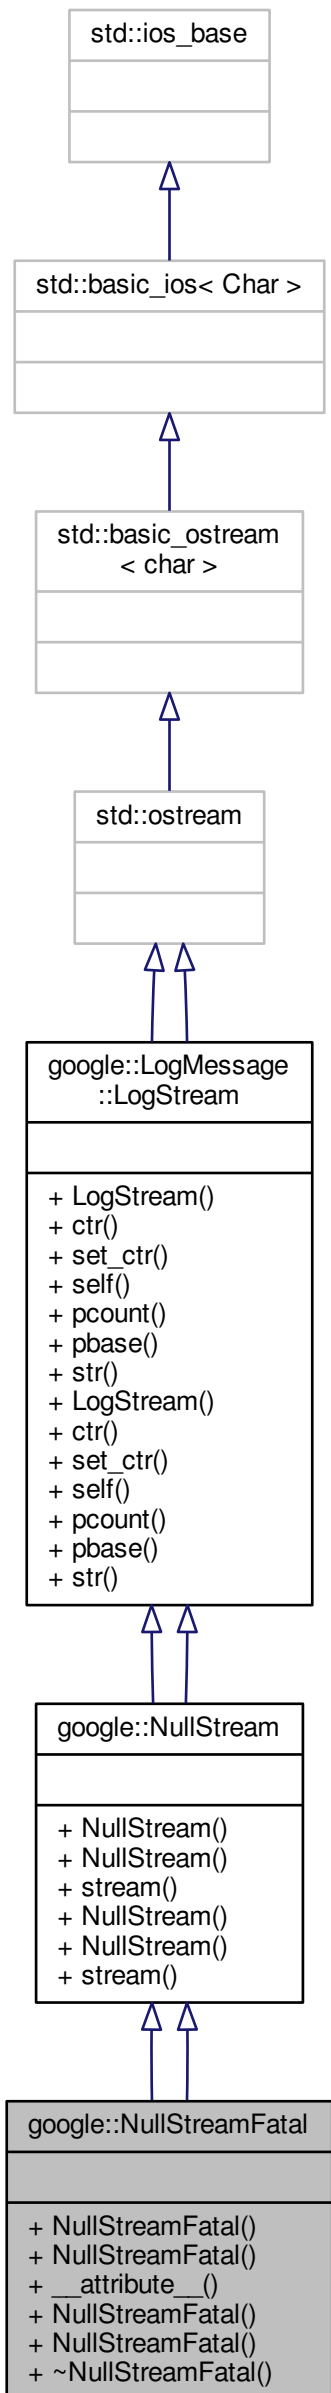 std::ios_base
std::basic_ios< Char >
std::basic_ostream
< char >
std::ostream
google::LogMessage
::LogStream
+ LogStream()
+ ctr()
+ set_ctr()
+ self()
+ pcount()
+ pbase()
+ str()
+ LogStream()
+ ctr()
+ set_ctr()
+ self()
+ pcount()
+ pbase()
+ str()
google::NullStream
+ NullStream()
+ NullStream()
+ stream()
+ NullStream()
+ NullStream()
+ stream()
google::NullStreamFatal
+ NullStreamFatal()
+ NullStreamFatal()
+ __attribute__()
+ NullStreamFatal()
+ NullStreamFatal()
+ ~NullStreamFatal()